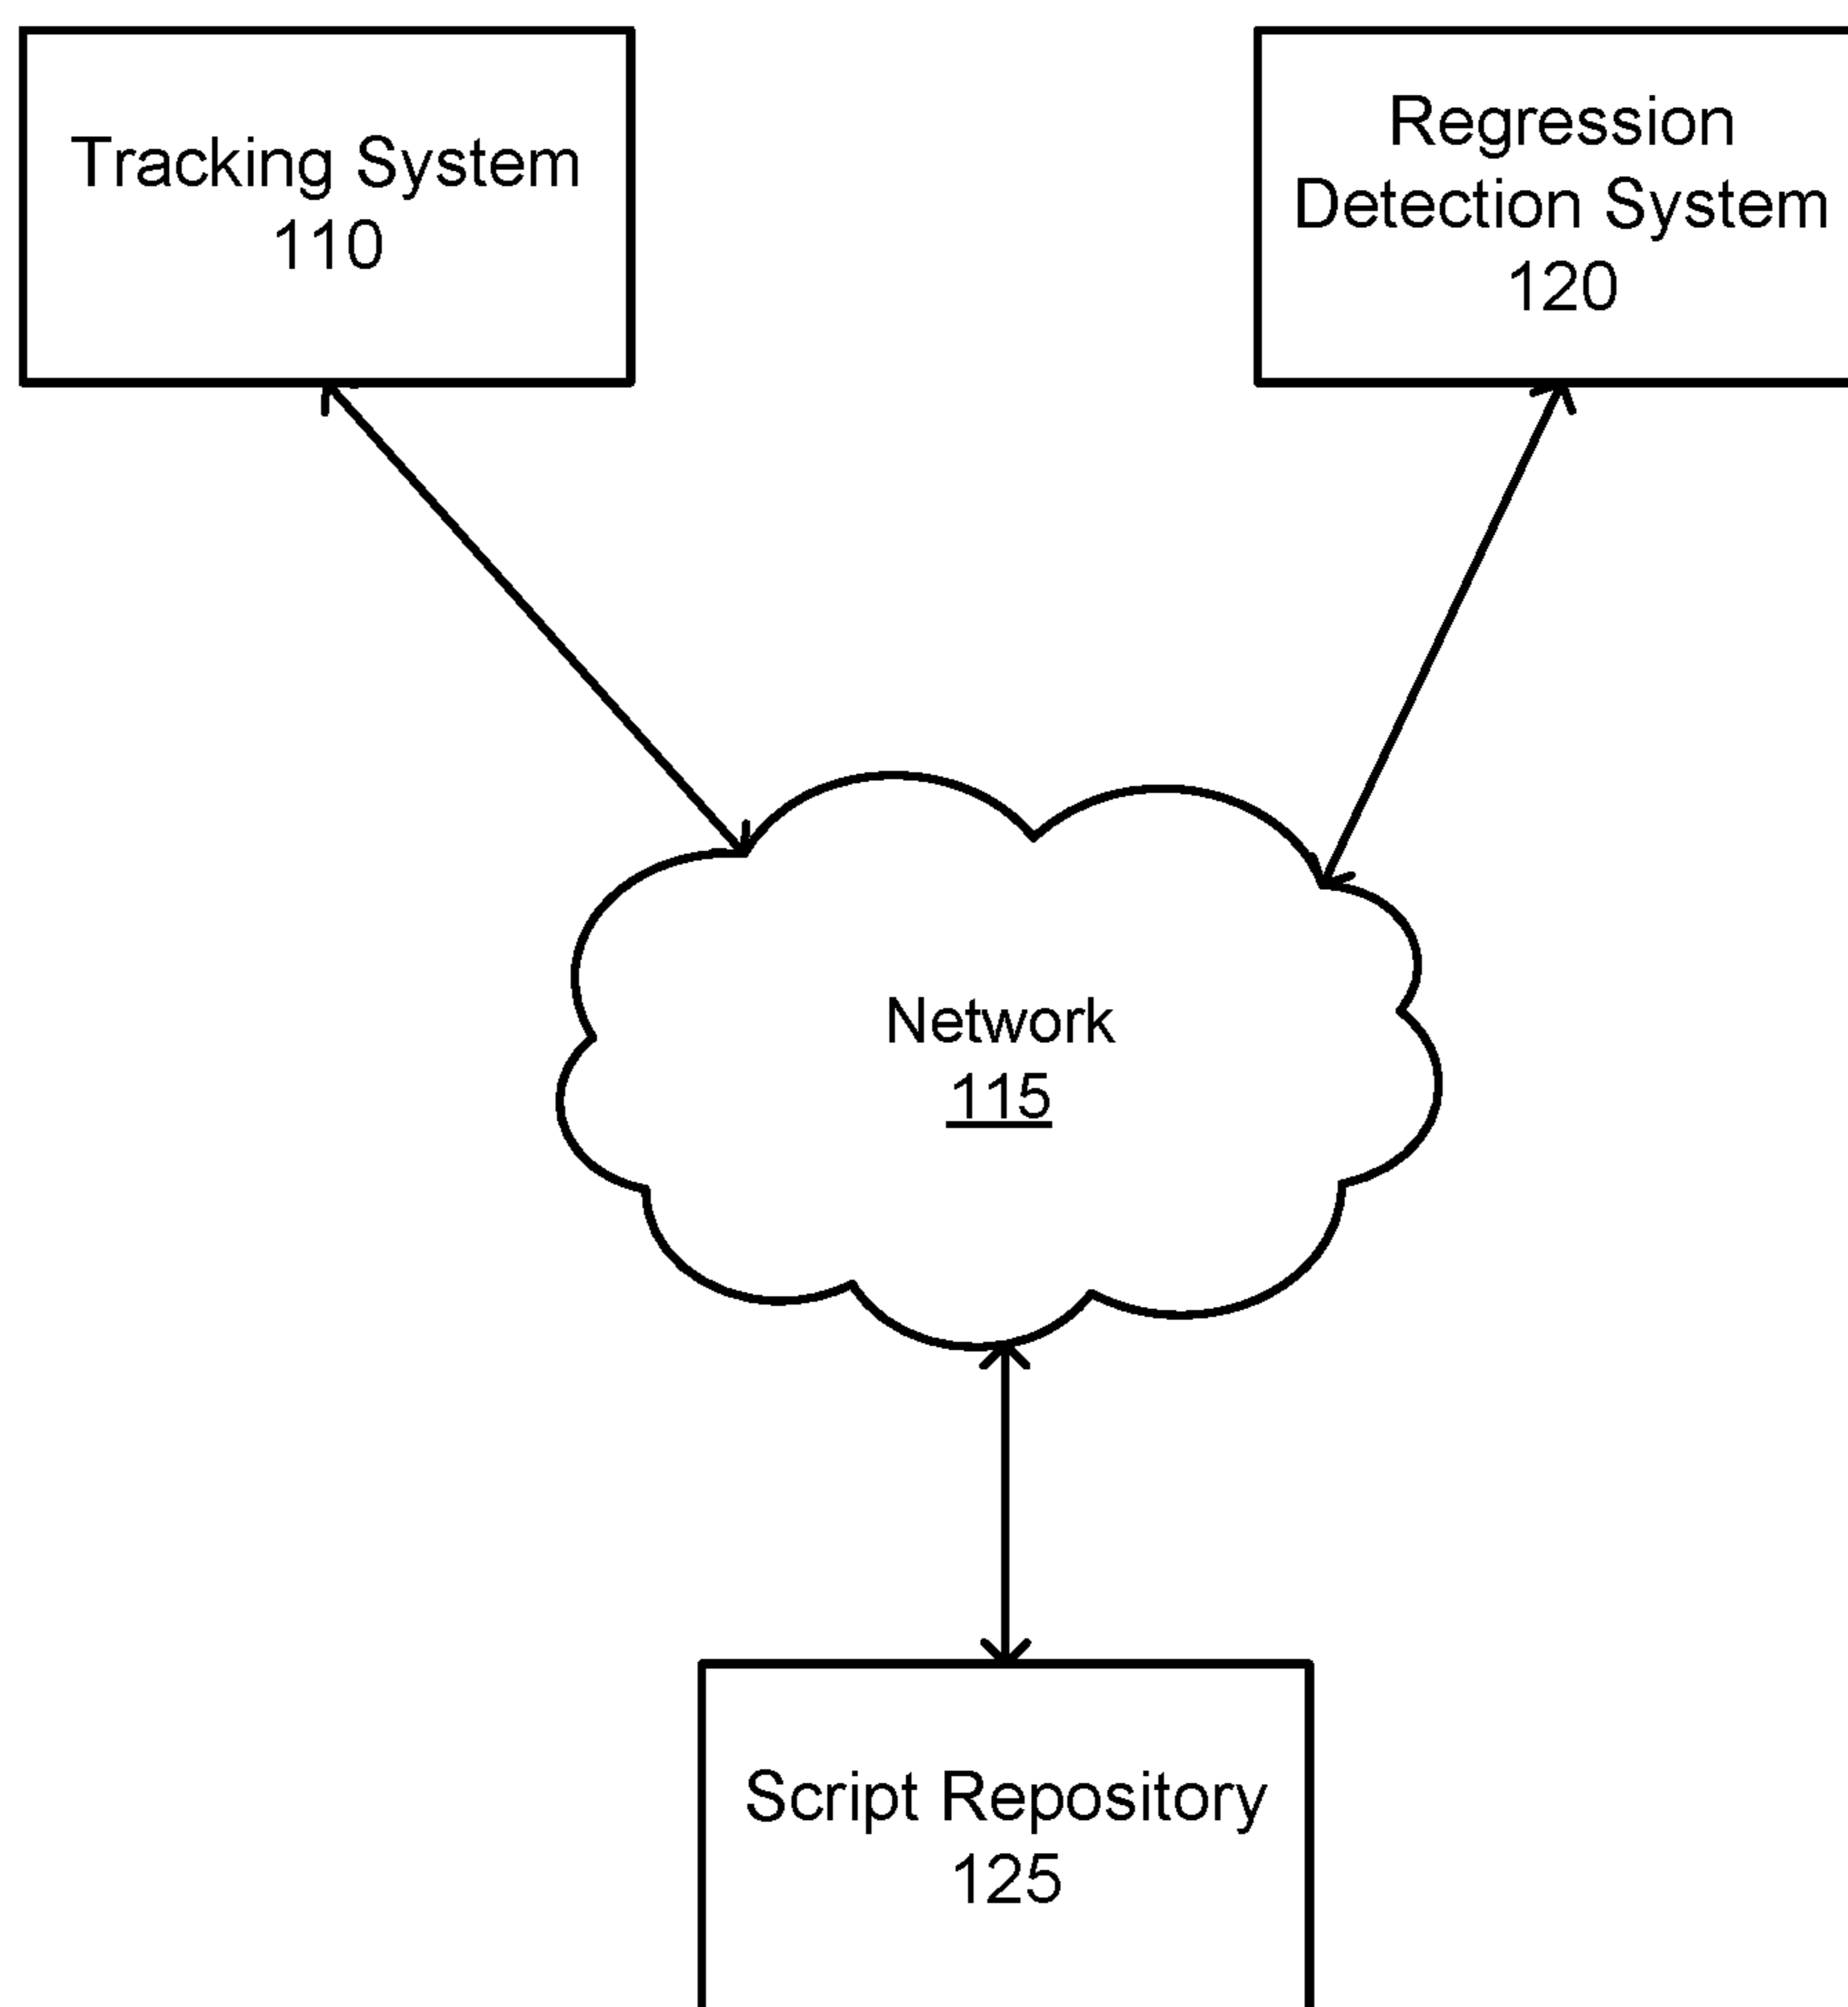 Tracking System
110
Regression
Detection System
120
Network
115
Script Repository
125